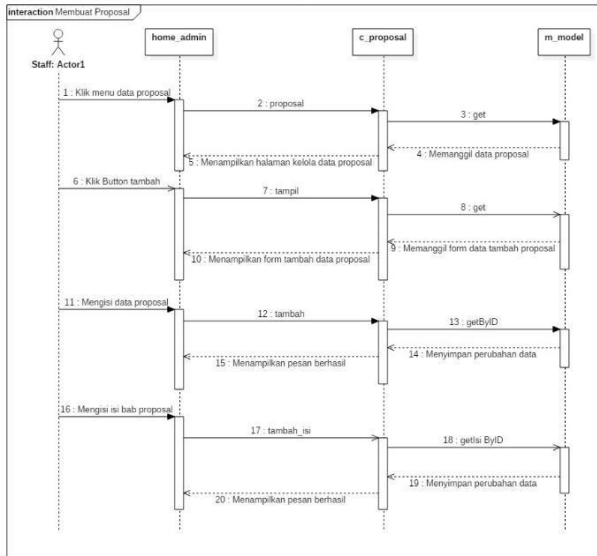 interaction Membuat Proposal
home_admin
c_proposal
m_model
Staff: Actor1
1 : Klik menu data proposal
2 : proposal
3 : get
4 : Memanggil data proposal
5 : Menampilkan halaman kelola data proposal
6 : Klik Button tambah
7 : tampil
8 : get
9 : Memanggil form data tambah proposal
10 : Menampilkan form tambah data proposal
11 : Mengisi data proposal
12 : tambah
13 : getByID
14 : Menyimpan perubahan data
15 : Menampilkan pesan berhasil
16 : Mengisi isi bab proposal
17 : tambah_isi
18 : getIsi ByID
19 : Menyimpan perubahan data
20 : Menampilkan pesan berhasil